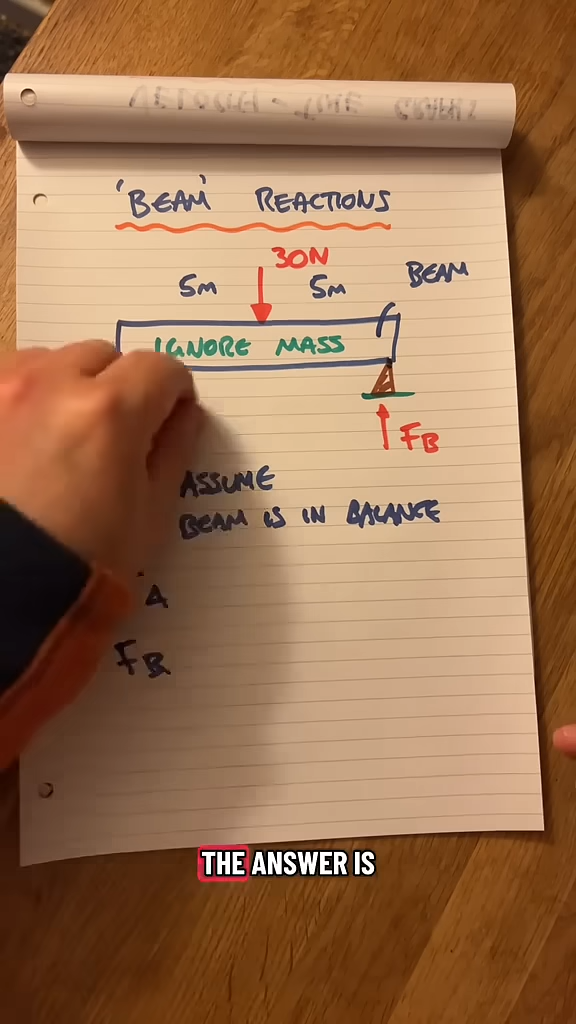 'BEAM' REACTIONS
30N
5m 5m BEAM
IGNORE MASS
FB
ASSUME
BEAM IS IN BALANCE
A
FB
THE ANSWER IS